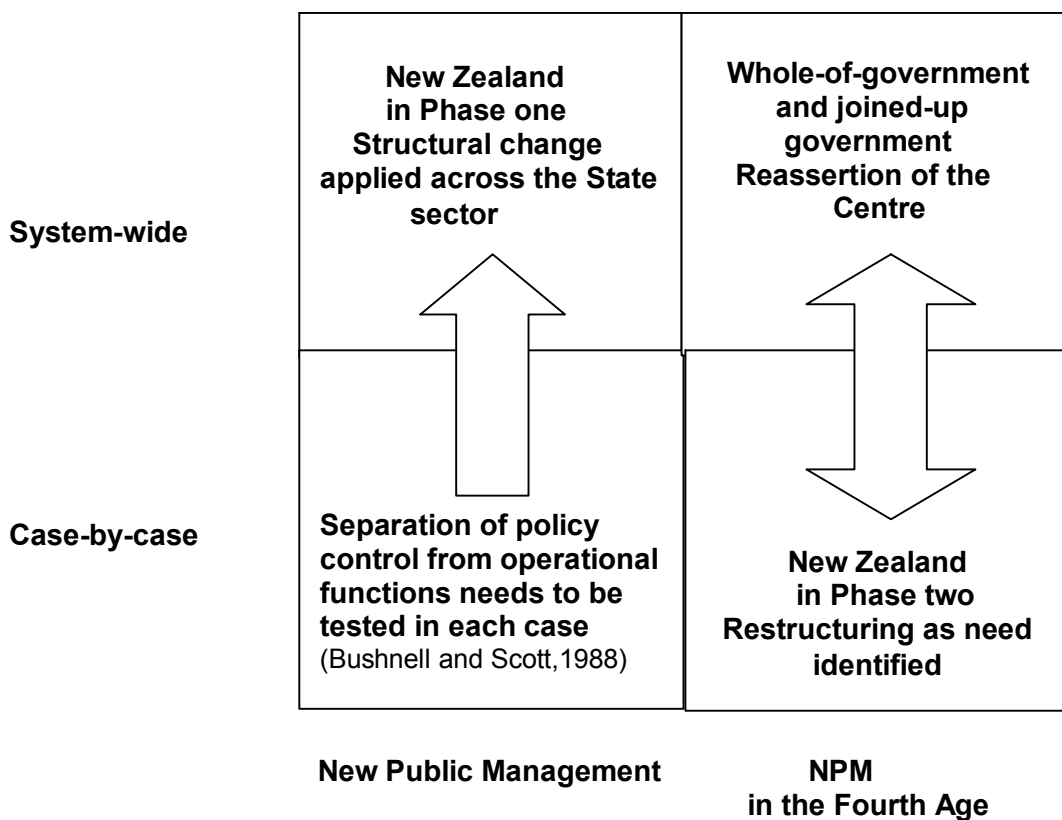 New Zealand
in Phase one
Structural change
applied across the State
sector
Whole-of-government
and joined-up
government
Reassertion of the
Centre
System-wide
Case-by-case
Separation of policy
control from operational
functions needs to be
tested in each case
(Bushnell and Scott,1988)
New Zealand
in Phase two
Restructuring as need
identified
New Public Management
NPM
in the Fourth Age